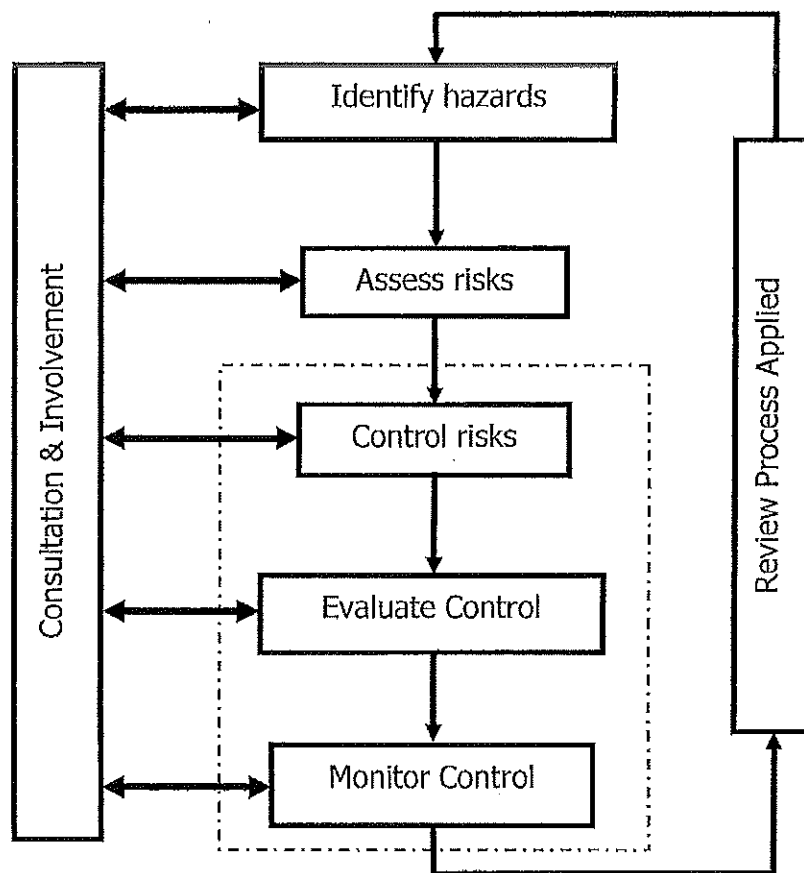 Identify hazards
Assess risks
Control risks
Evaluate Control
Monitor Control
Consultation & Involvement
Review Process Applied